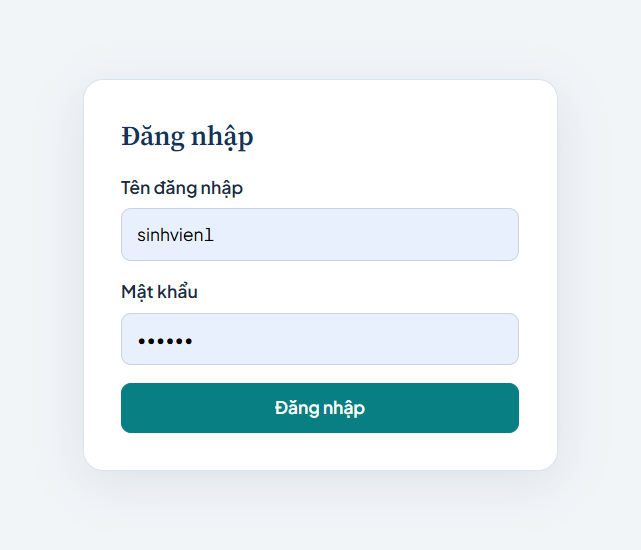 Đăng nhập
Tên đăng nhập
sinhvien1
Mật khẩu
••••••
Đăng nhập